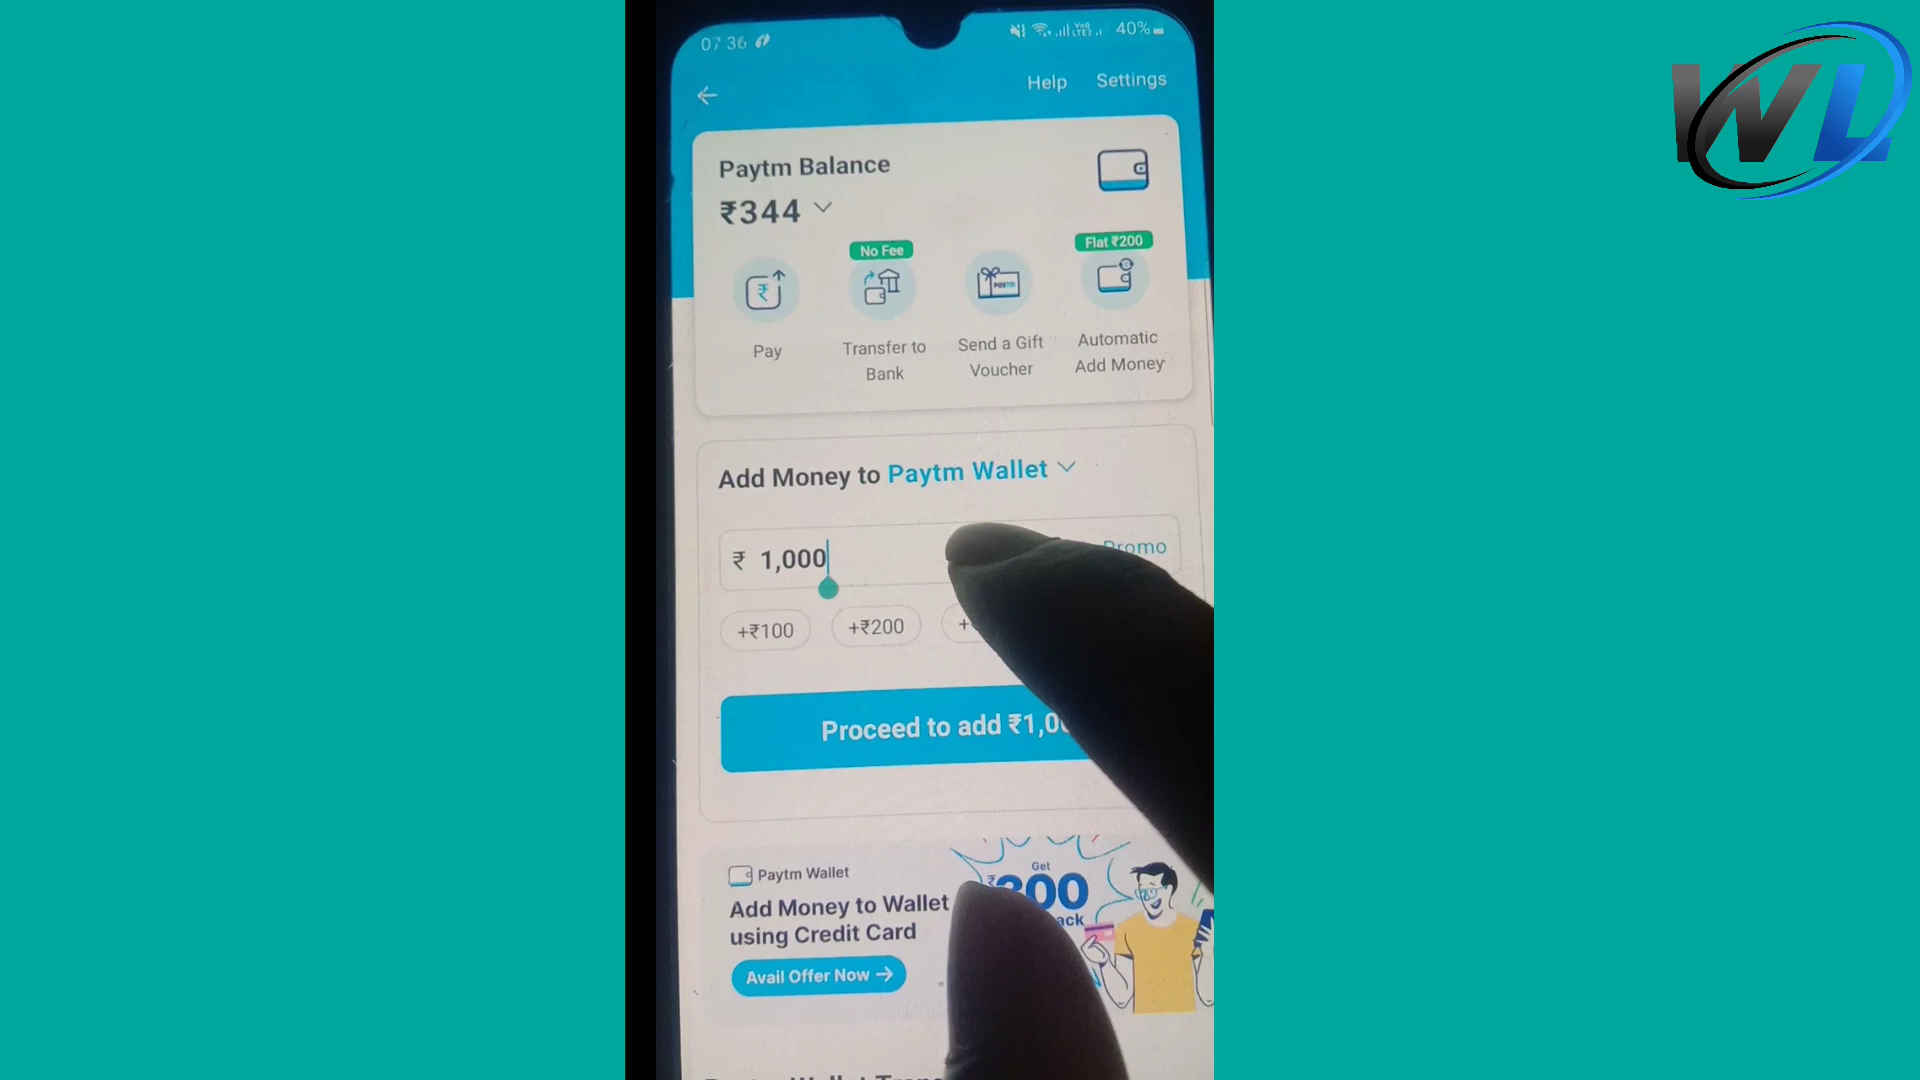 WL
07 36
40%
Help
Settings
Paytm Balance
₹344
No Fee
Flat ₹200
Pay
Transfer to
Bank
Send a Gift
Voucher
Automatic
Add Money
Add Money to Paytm Wallet
₹ 1,000
Promo
+₹100
+₹200
Proceed to add ₹1,00
Paytm Wallet
Add Money to Wallet
using Credit Card
Avail Offer Now →
Get